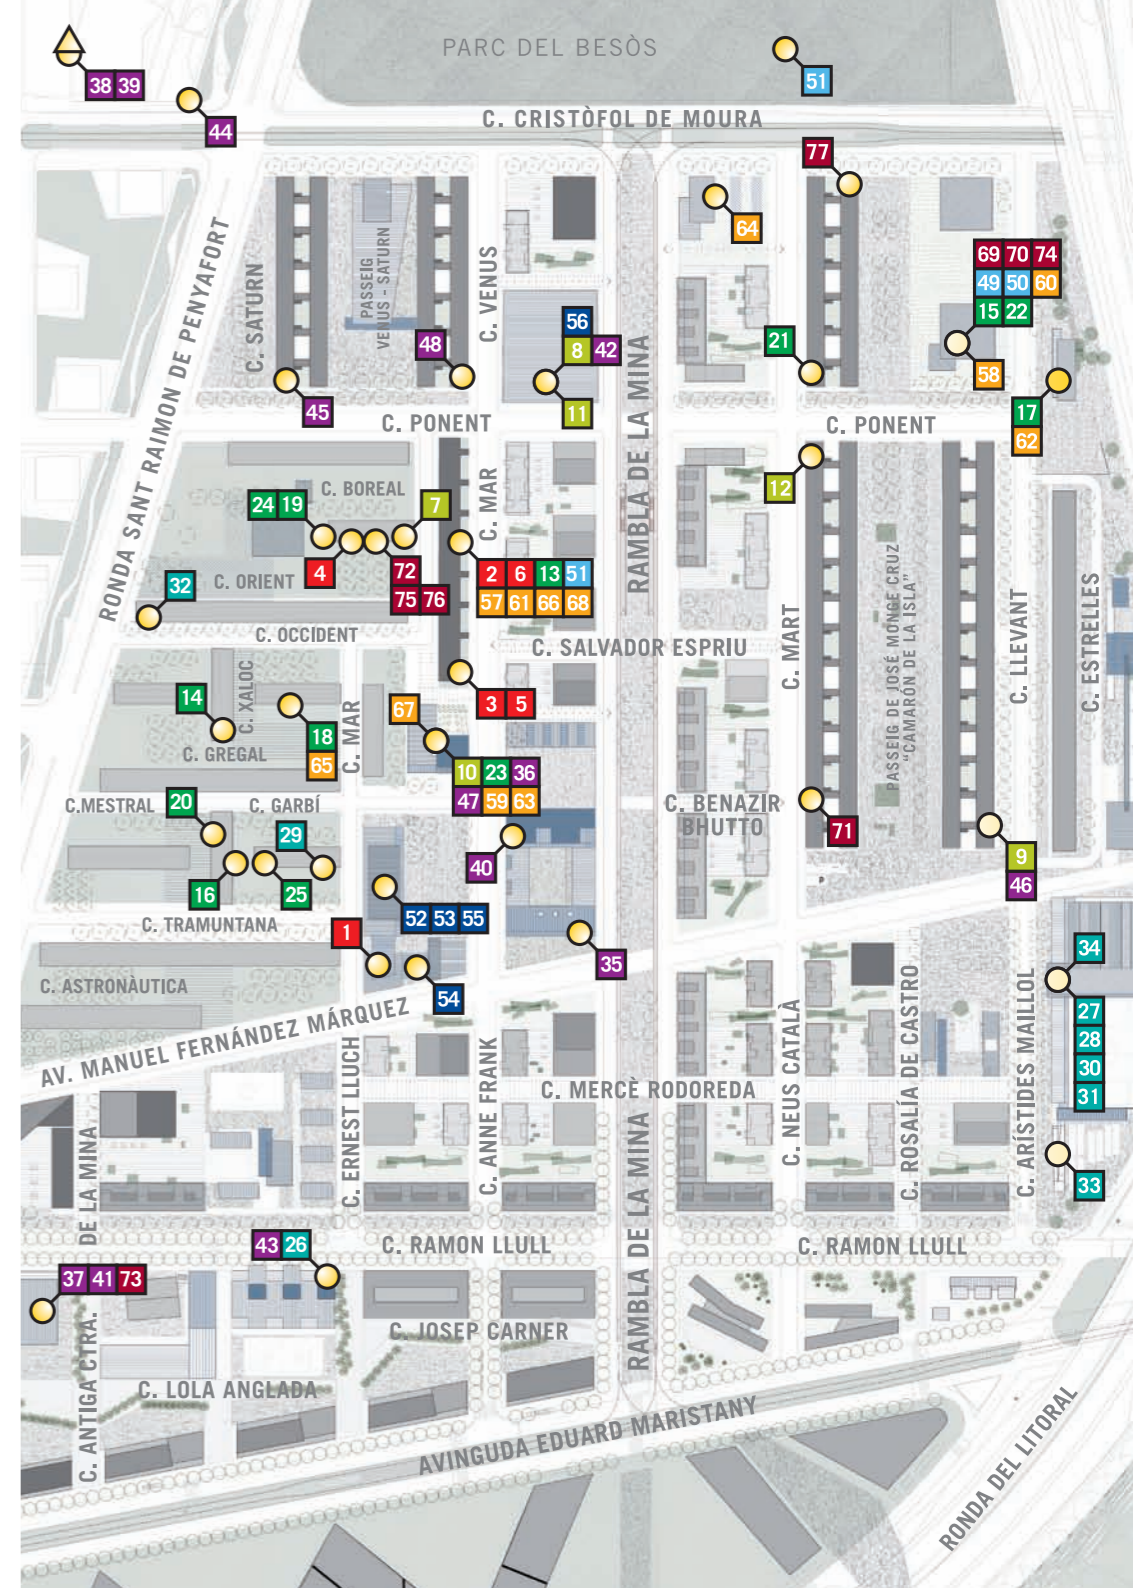 PARC DEL BESÒS
51
38 39
44
C. CRISTÒFOL DE MOURA
77
64
RONDA SANT RAIMON DE PENYAFORT
C. SATURN
PASSEIG
VENUS - SATURN
C. VENUS
RAMBLA DE LA MINA
69 70 74
49 50 60
15 22
58
56
8 42
11
48
21
45
17
62
C. PONENT
C. PONENT
12
C. BOREAL
C. MAR
24 19
7
4
72
75 76
C. ORIENT
2 6 13 51
57 61 66 68
32
C. OCCIDENT
C. SALVADOR ESPRIU
C. MART
PASSEIG DE JOSÉ MONGE CRUZ
"CAMARÓN DE LA ISLA"
C. LLEVANT
C. ESTRELLES
3 5
14
C. XALOC
18
65
C. MAR
67
C. GREGAL
10 23 36
47 59 63
C.MESTRAL
20
C. GARBÍ
29
C. BENAZIR
BHUTTO
71
40
9
46
16
25
52 53 55
C. TRAMUNTANA
1
35
54
34
27
28
30
31
C. ASTRONÀUTICA
AV. MANUEL FERNÁNDEZ MÁRQUEZ
C. ERNEST LLUCH
C. ANNE FRANK
C. MERCÈ RODOREDA
C. NEUS CATALÀ
C. ROSALÍA DE CASTRO
C. ARÍSTIDES MAILLOL
33
RAMBLA DE LA MINA
C. ANTIGA CTRA. DE LA MINA
43 26
C. RAMON LLULL
C. RAMON LLULL
37 41 73
C. JOSEP CARNER
C. LOLA ANGLADA
AVINGUDA EDUARD MARISTANY
RONDA DEL LITORAL